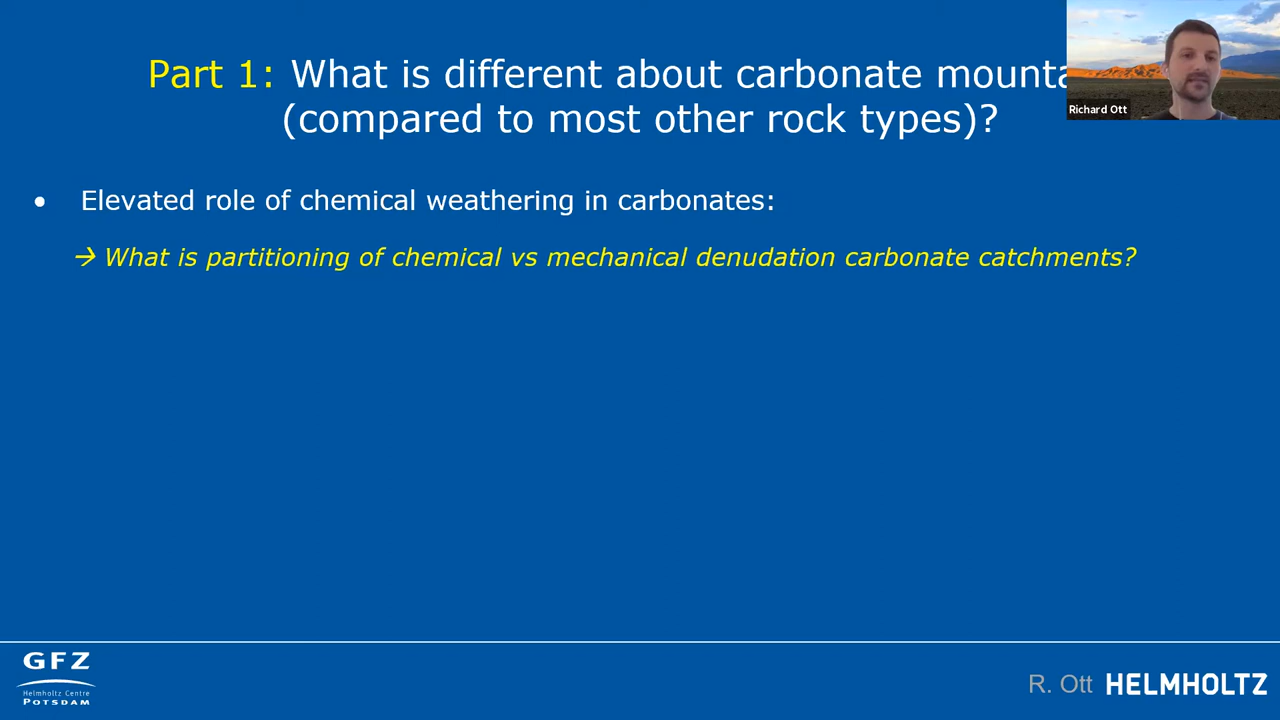 Part 1: What is different about carbonate
(compared to most other rock types)?
Richard Ott
• Elevated role of chemical weathering in carbonates:
→ What is partitioning of chemical vs mechanical denudation carbonate catchments?
GFZ
Helmholtz Centre
POTSDAM
R. Ott HELMHOLTZ